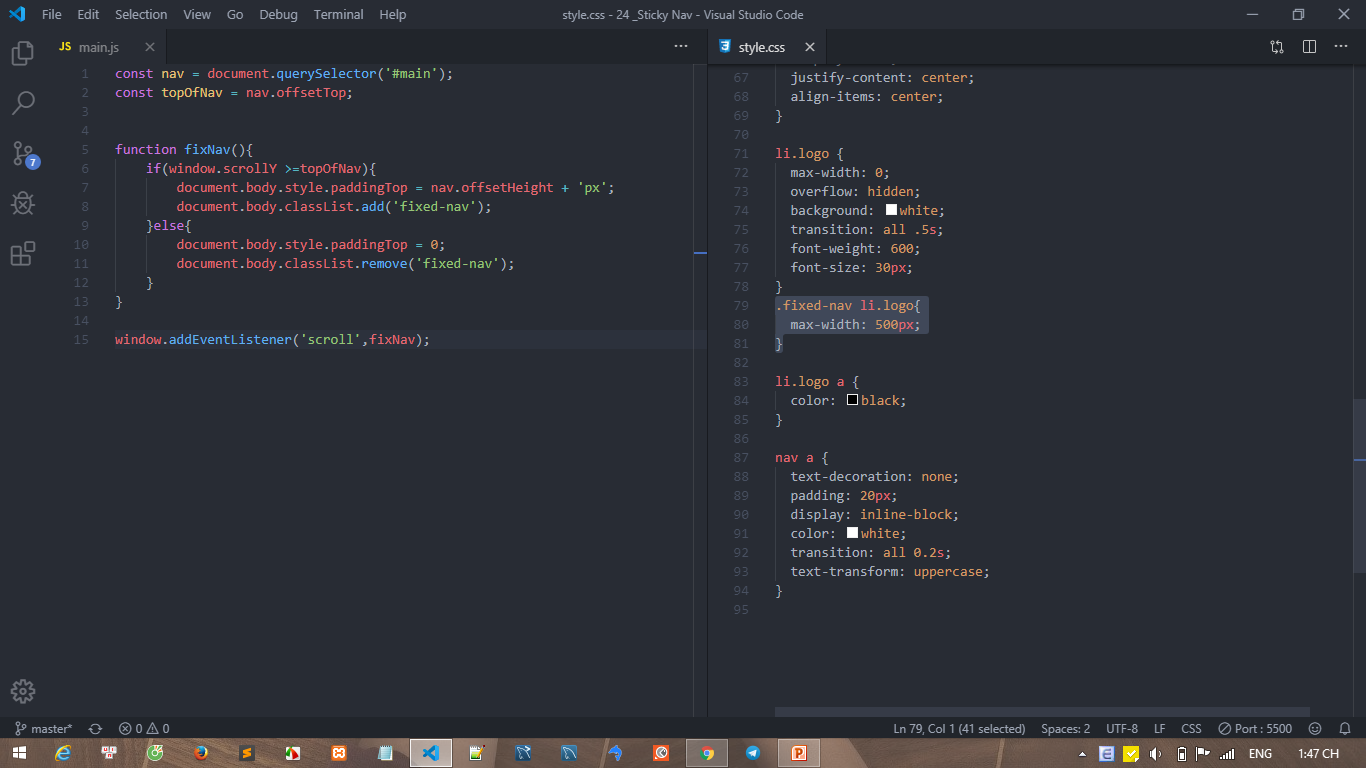 File Edit Selection View Go Debug Terminal Help style.css - 24 _Sticky Nav - Visual Studio Code
JS main.js
1 const nav = document.querySelector('#main');
2 const topOfNav = nav.offsetTop;
3
4
5 function fixNav(){
6 if(window.scrollY >=topOfNav){
7 document.body.style.paddingTop = nav.offsetHeight + 'px';
8 document.body.classList.add('fixed-nav');
9 }else{
10 document.body.style.paddingTop = 0;
11 document.body.classList.remove('fixed-nav');
12 }
13 }
14
15 window.addEventListener('scroll',fixNav);
style.css
67 justify-content: center;
68 align-items: center;
69 }
70
71 li.logo {
72 max-width: 0;
73 overflow: hidden;
74 background: white;
75 transition: all .5s;
76 font-weight: 600;
77 font-size: 30px;
78 }
79 .fixed-nav li.logo{
80 max-width: 500px;
81 }
82
83 li.logo a {
84 color: black;
85 }
86
87 nav a {
88 text-decoration: none;
89 padding: 20px;
90 display: inline-block;
91 color: white;
92 transition: all 0.2s;
93 text-transform: uppercase;
94 }
95
7
master* 0 0 Ln 79, Col 1 (41 selected) Spaces: 2 UTF-8 LF CSS Port : 5500
ENG 1:47 CH